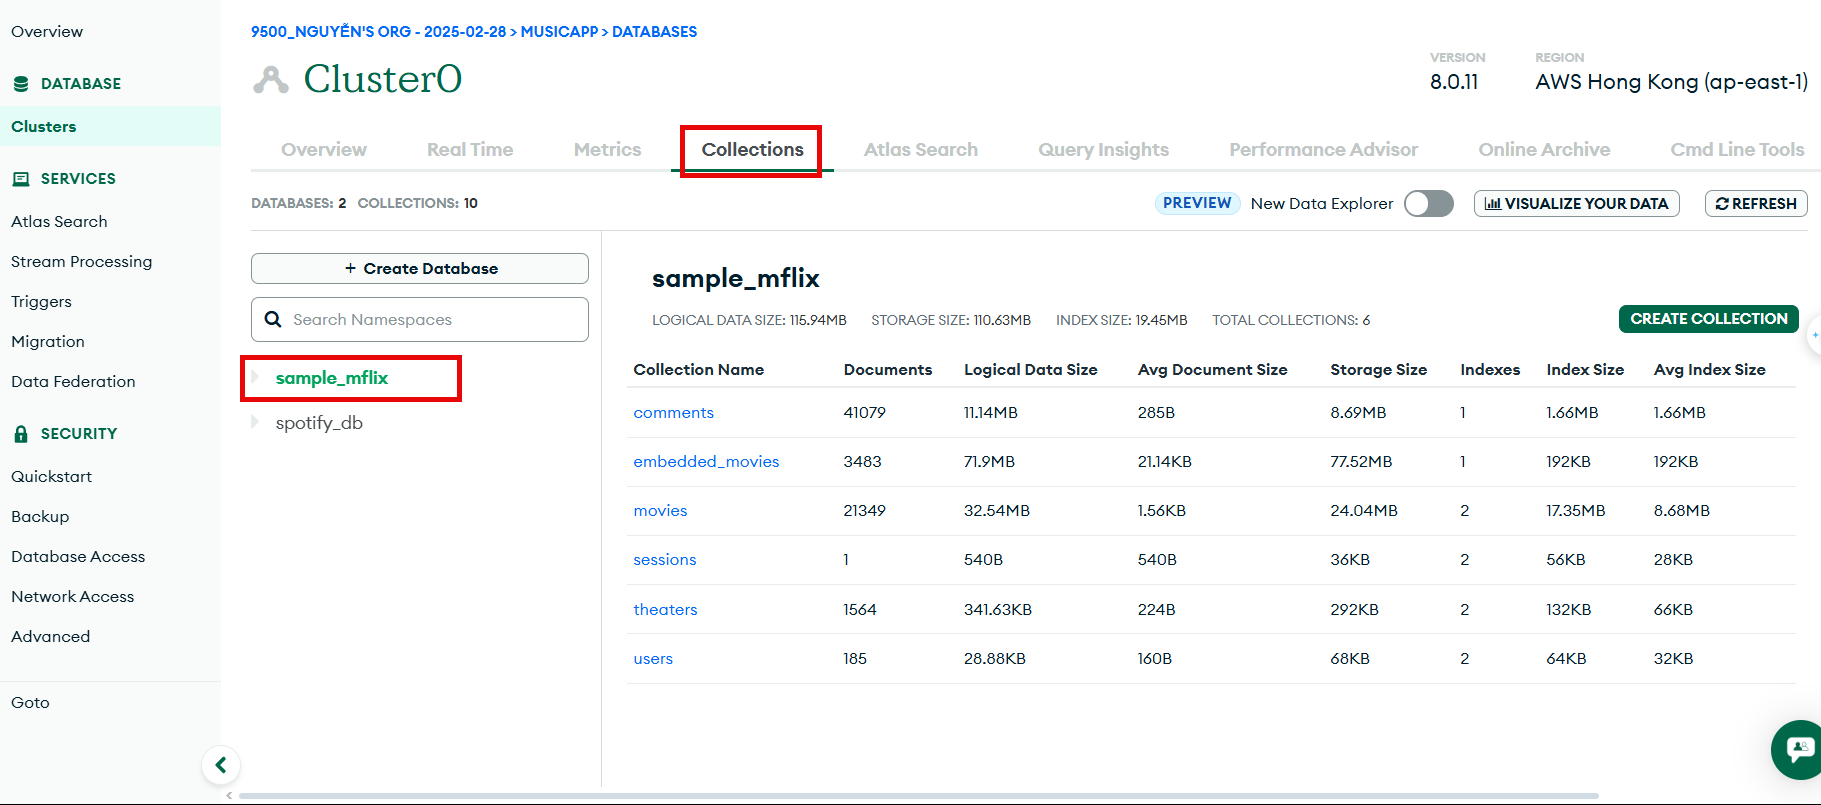 Overview
DATABASE
Clusters
SERVICES
Atlas Search
Stream Processing
Triggers
Migration
Data Federation
SECURITY
Quickstart
Backup
Database Access
Network Access
Advanced
Goto
9500_NGUYỄN'S ORG - 2025-02-28 > MUSICAPP > DATABASES
Cluster0
VERSION
8.0.11
REGION
AWS Hong Kong (ap-east-1)
Overview Real Time Metrics Collections Atlas Search Query Insights Performance Advisor Online Archive Cmd Line Tools
DATABASES: 2 COLLECTIONS: 10
PREVIEW New Data Explorer VISUALIZE YOUR DATA REFRESH
+ Create Database
Search Namespaces
sample_mflix
spotify_db
sample_mflix
LOGICAL DATA SIZE: 115.94MB STORAGE SIZE: 110.63MB INDEX SIZE: 19.45MB TOTAL COLLECTIONS: 6
CREATE COLLECTION
Collection Name Documents Logical Data Size Avg Document Size Storage Size Indexes Index Size Avg Index Size
comments 41079 11.14MB 285B 8.69MB 1 1.66MB 1.66MB
embedded_movies 3483 71.9MB 21.14KB 77.52MB 1 192KB 192KB
movies 21349 32.54MB 1.56KB 24.04MB 2 17.35MB 8.68MB
sessions 1 540B 540B 36KB 2 56KB 28KB
theaters 1564 341.63KB 224B 292KB 2 132KB 66KB
users 185 28.88KB 160B 68KB 2 64KB 32KB